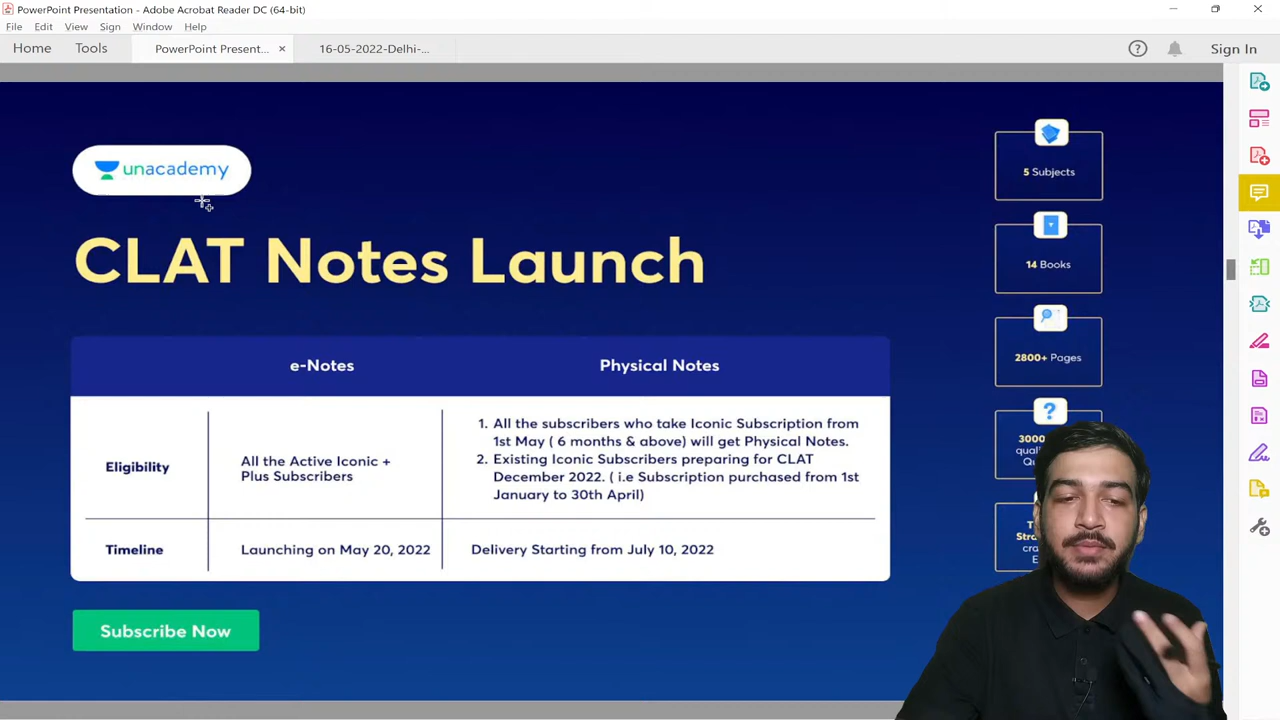 PowerPoint Presentation - Adobe Acrobat Reader DC (64-bit)
File Edit View Sign Window Help
Home Tools PowerPoint Present... × 16-05-2022-Delhi-... Sign In
unacademy
CLAT Notes Launch
e-Notes Physical Notes
Eligibility
All the Active Iconic +
Plus Subscribers
1. All the subscribers who take Iconic Subscription from
1st May ( 6 months & above) will get Physical Notes.
2. Existing Iconic Subscribers preparing for CLAT
December 2022. ( i.e Subscription purchased from 1st
January to 30th April)
Timeline Launching on May 20, 2022 Delivery Starting from July 10, 2022
Subscribe Now
5 Subjects
14 Books
2800+ Pages